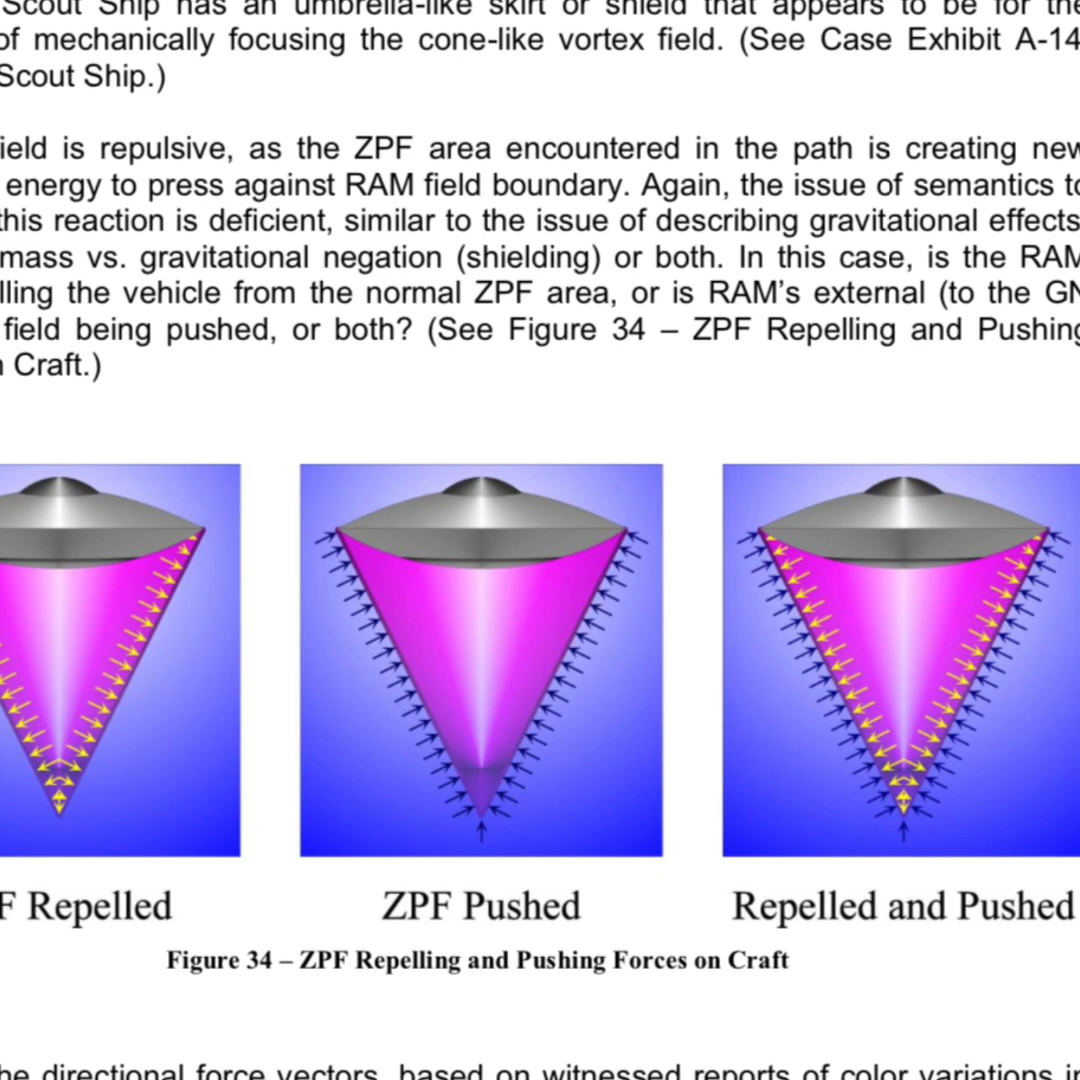 Scout Ship has an umbrella-like skirt or shield that appears to be for the
of mechanically focusing the cone-like vortex field. (See Case Exhibit A-14
Scout Ship.)
field is repulsive, as the ZPF area encountered in the path is creating new
energy to press against RAM field boundary. Again, the issue of semantics to
this reaction is deficient, similar to the issue of describing gravitational effects
mass vs. gravitational negation (shielding) or both. In this case, is the RAM
lling the vehicle from the normal ZPF area, or is RAM's external (to the GN
field being pushed, or both? (See Figure 34 – ZPF Repelling and Pushing
Craft.)
F Repelled
ZPF Pushed
Repelled and Pushed
Figure 34 – ZPF Repelling and Pushing Forces on Craft
he directional force vectors, based on witnessed reports of color variations in